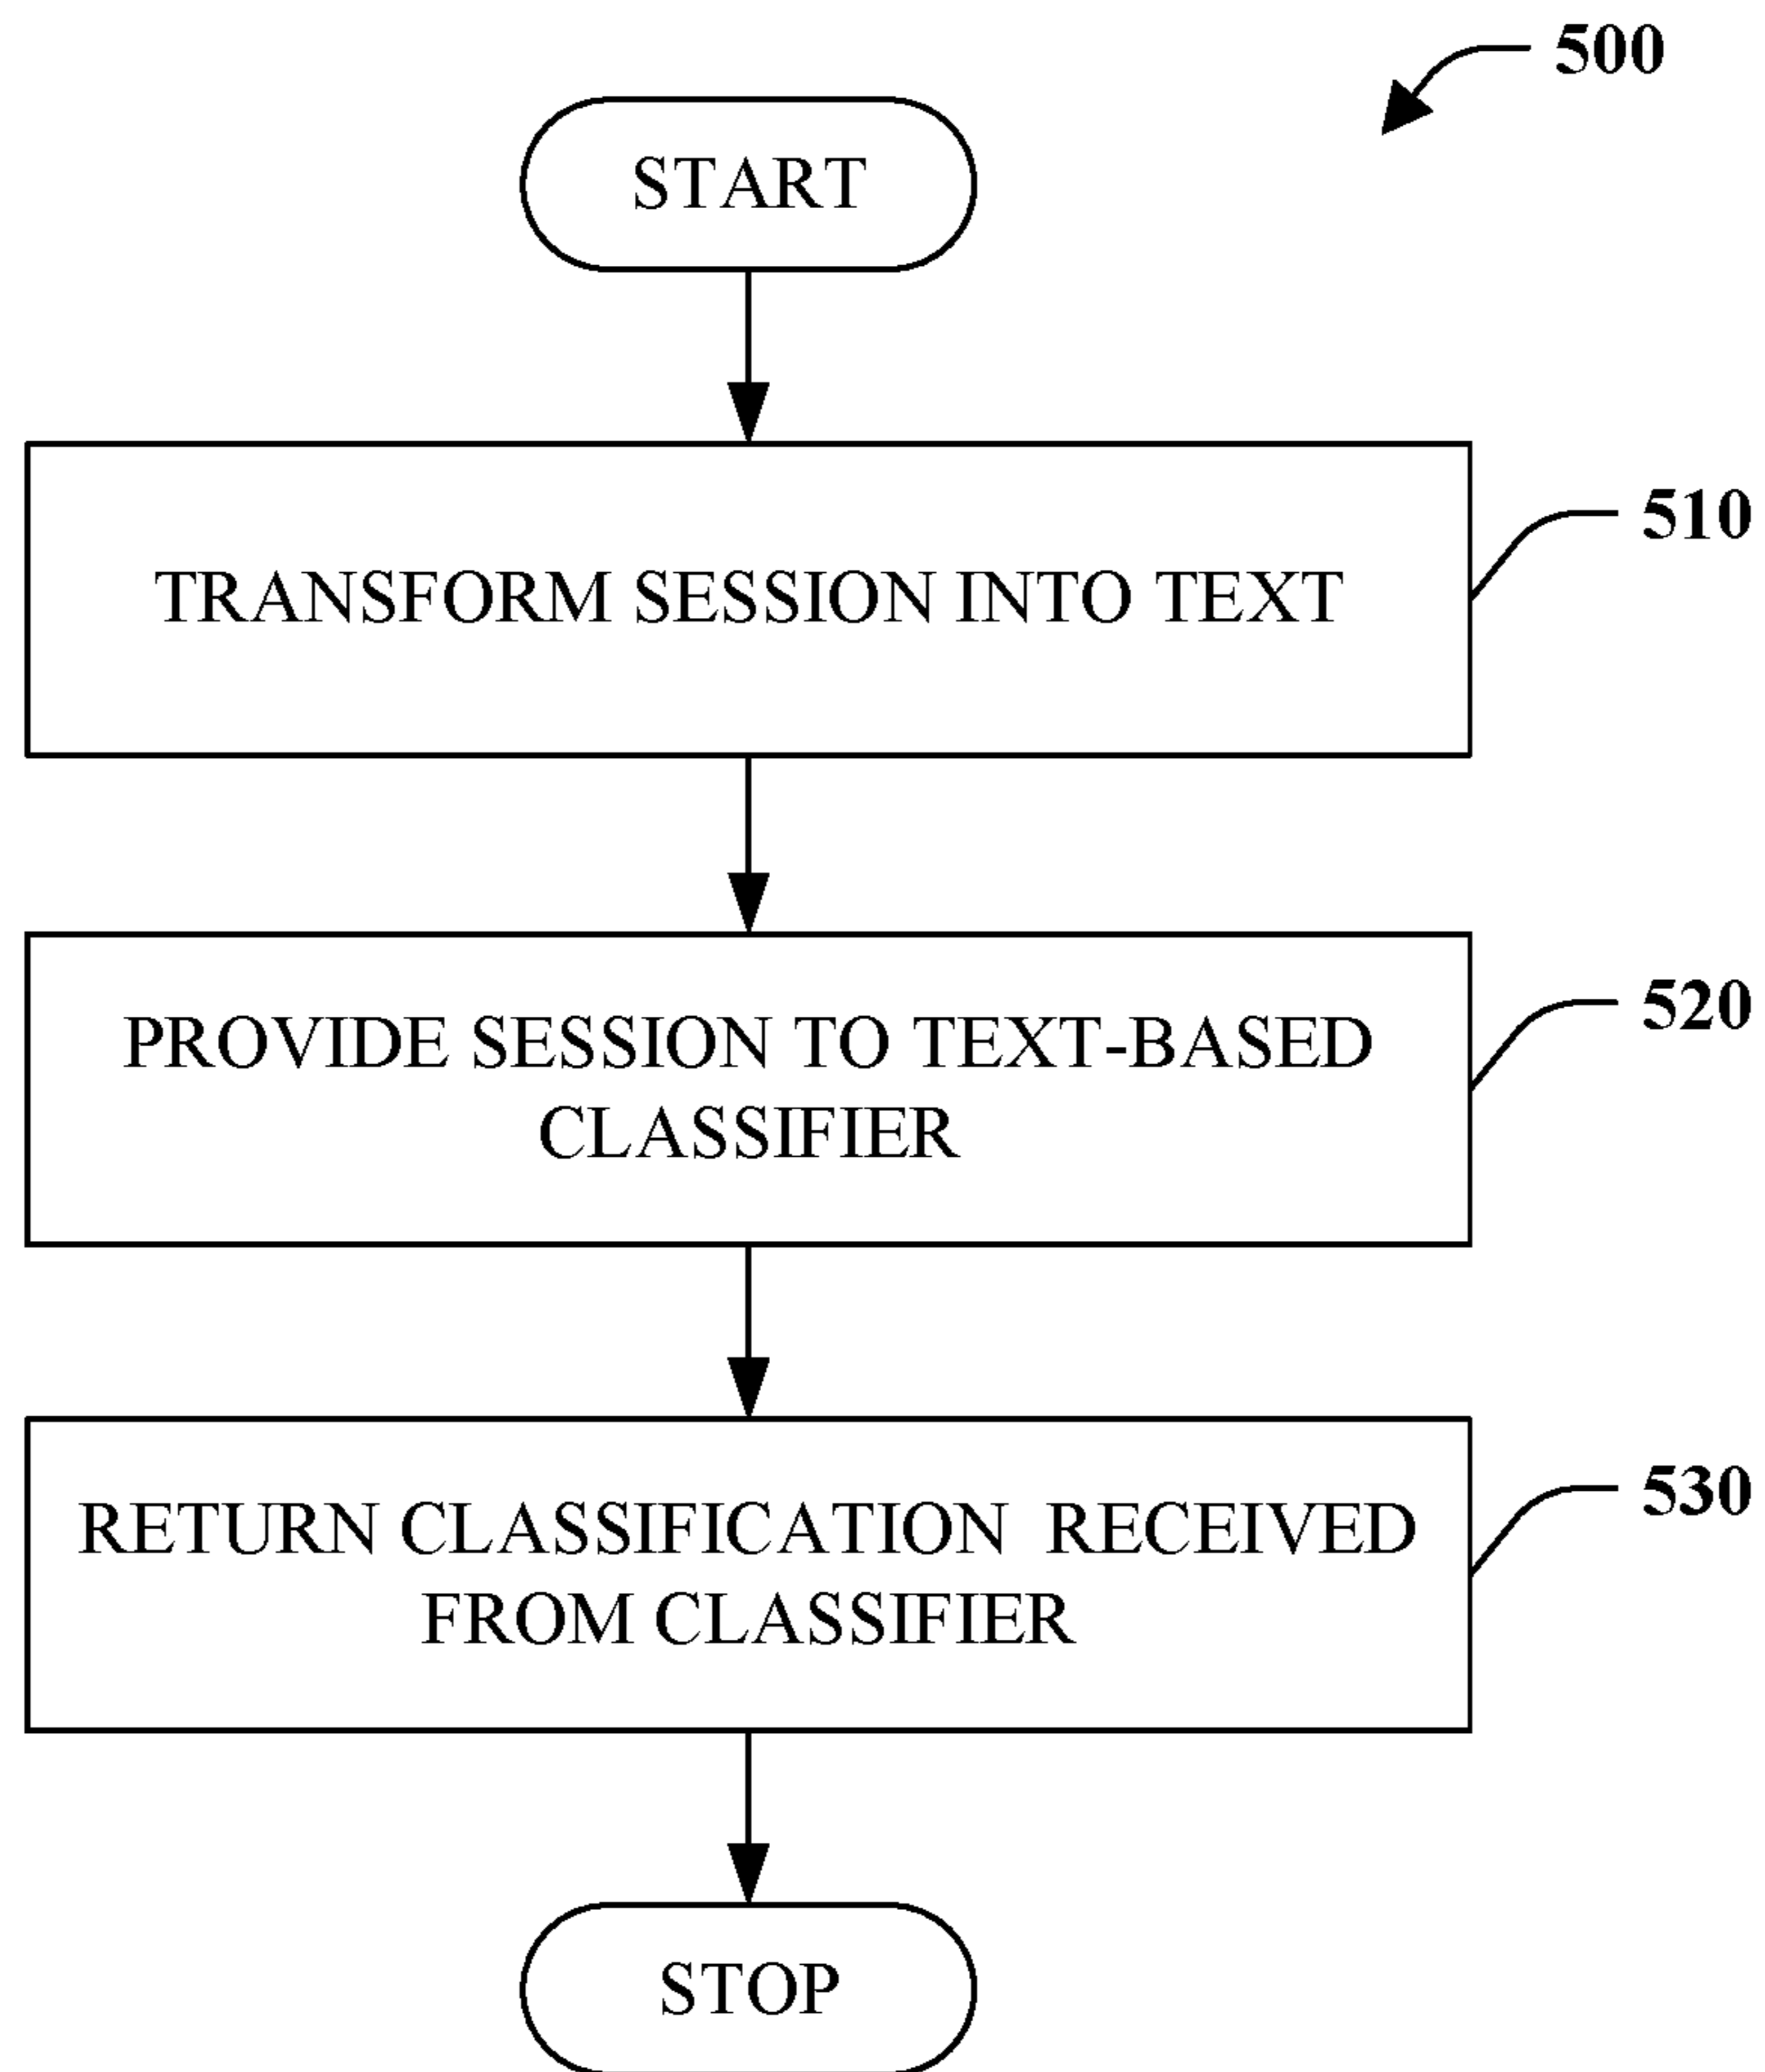 500
START
TRANSFORM SESSION INTO TEXT
510
PROVIDE SESSION TO TEXT-BASED
CLASSIFIER
520
RETURN CLASSIFICATION RECEIVED
FROM CLASSIFIER
530
STOP